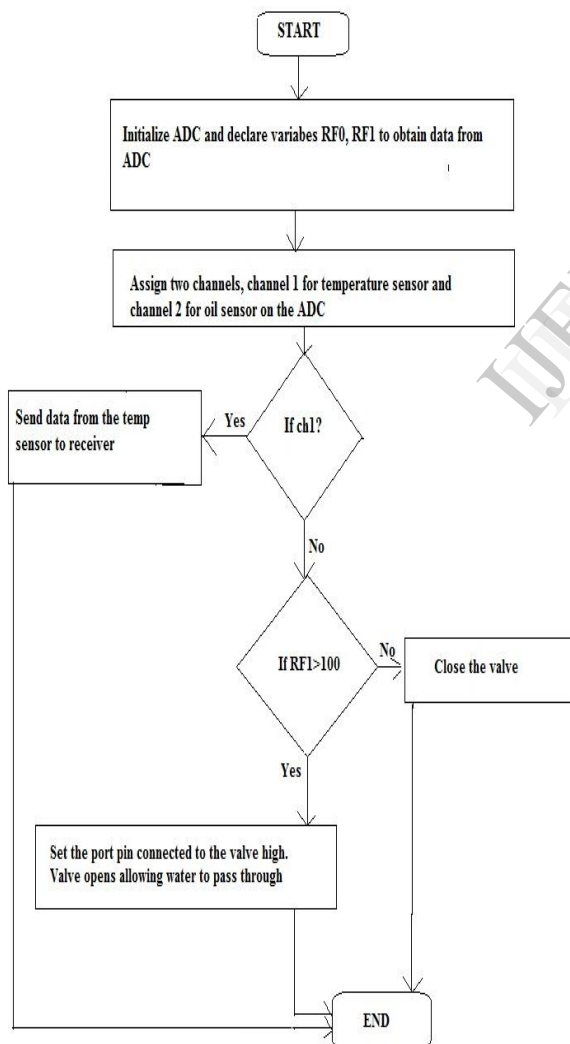 START
Initialize ADC and declare variabes RF0, RF1 to obtain data from
ADC
Assign two channels, channel 1 for temperature sensor and
channel 2 for oil sensor on the ADC
Send data from the temp
sensor to receiver
Yes
If ch1?
No
If RF1>100
No
Close the valve
Yes
Set the port pin connected to the valve high.
Valve opens allowing water to pass through
END